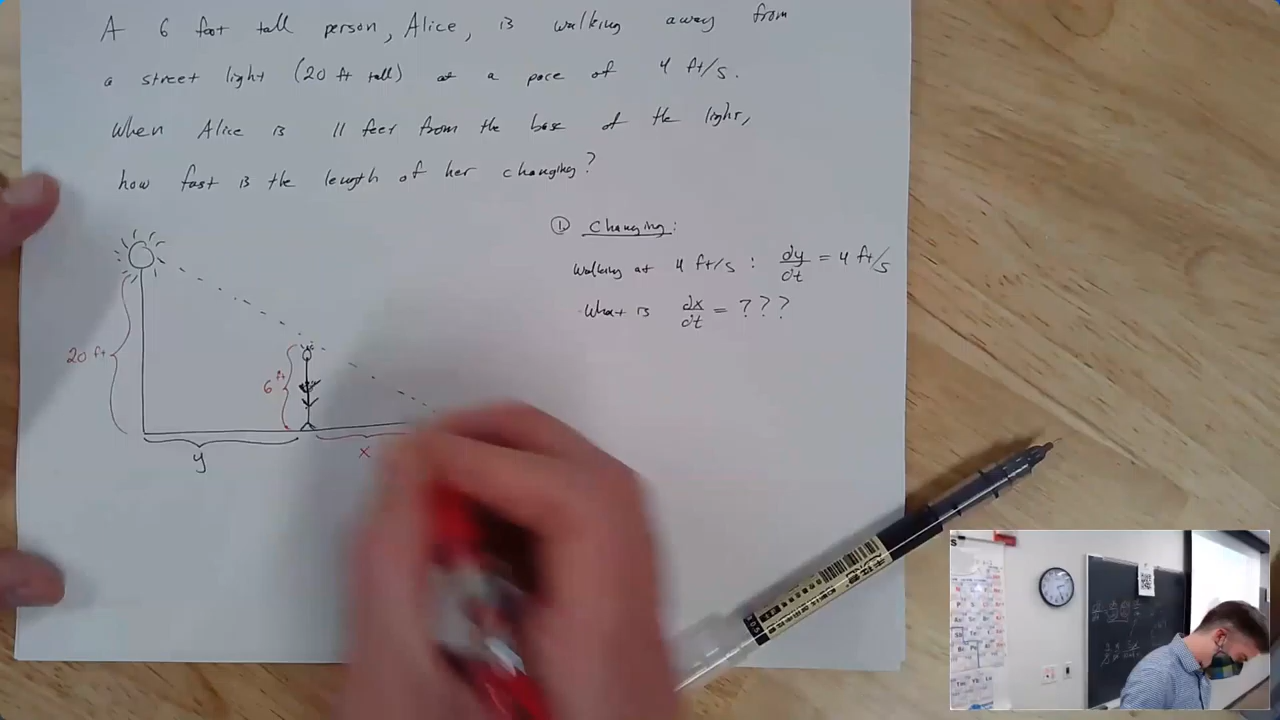 A 6 foot tall person, Alice, is walking away from
a street light (20 ft tall) at a pace of 4 ft/s.
When Alice is 11 feet from the base of the light,
how fast is the length of her changing?
① Changing:
Walking at 4 ft/s : dy/dt = 4 ft/s
What is dx/dt = ???
20 ft
6 ft
y
x